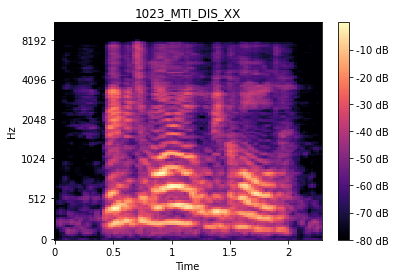 1023_MTI_DIS_XX
8192
4096
2048
1024
512
0
Hz
0
0.5
1
1.5
2
Time
-10 dB
-20 dB
-30 dB
-40 dB
-50 dB
-60 dB
-70 dB
-80 dB